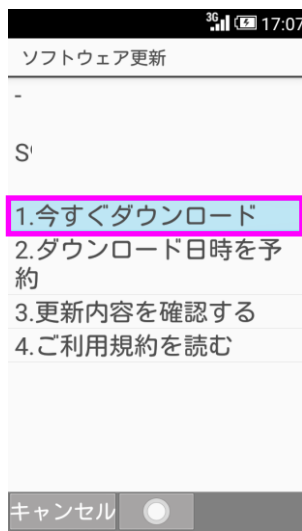 3G 17:07
ソフトウェア更新
-
1.今すぐダウンロード
2.ダウンロード日時を予
約
3.更新内容を確認する
4.ご利用規約を読む
キャンセル